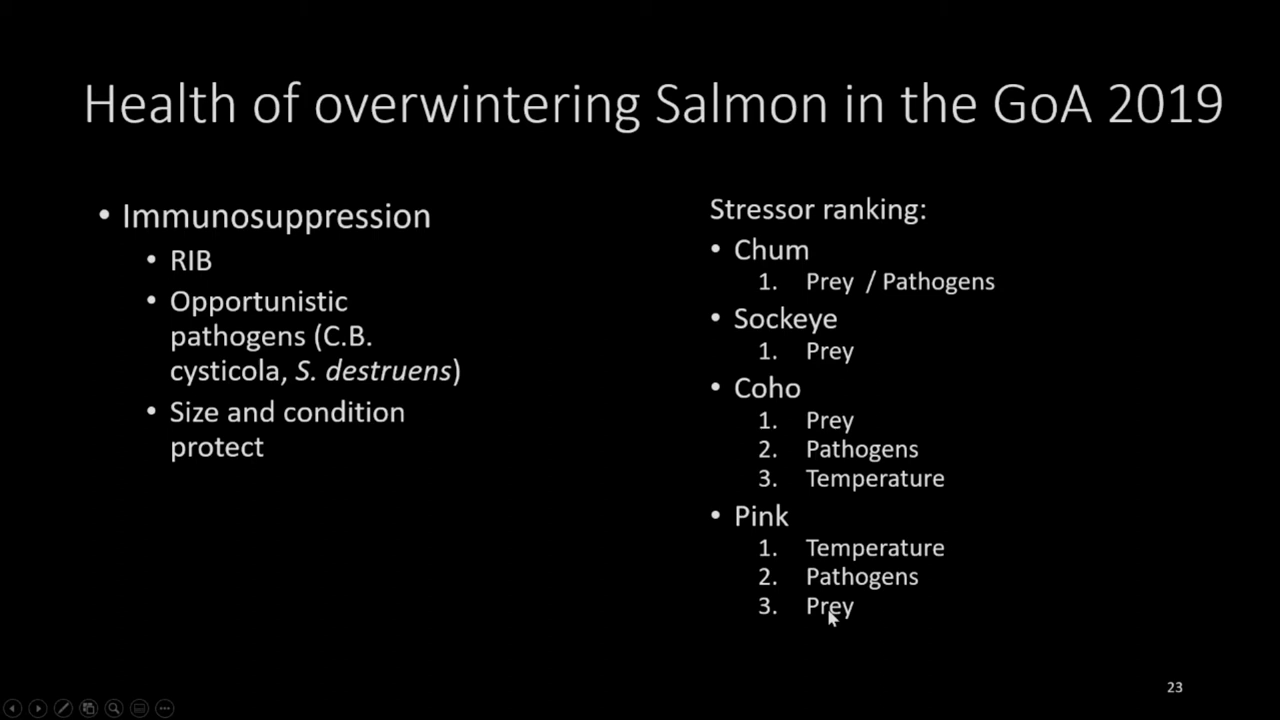 Health of overwintering Salmon in the GoA 2019
• Immunosuppression
• RIB
• Opportunistic
pathogens (C.B.
cysticola, S. destruens)
• Size and condition
protect
Stressor ranking:
• Chum
1. Prey / Pathogens
• Sockeye
1. Prey
• Coho
1. Prey
2. Pathogens
3. Temperature
• Pink
1. Temperature
2. Pathogens
3. Prey
23